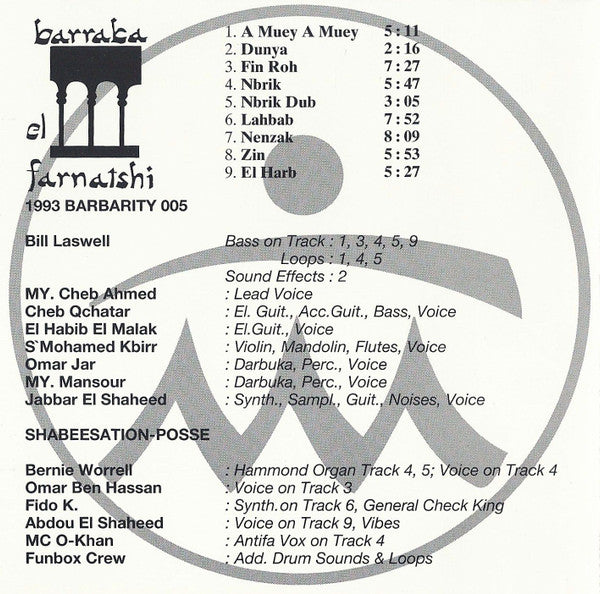 barraka
el
farnatshi
1993 BARBARITY 005
1. A Muey A Muey 5:11
2. Dunya 2:16
3. Fin Roh 7:27
4. Nbrik 5:47
5. Nbrik Dub 3:05
6. Lahbab 7:52
7. Nenzak 8:09
8. Zin 5:53
9. El Harb 5:27
Bill Laswell Bass on Track : 1, 3, 4, 5, 9
Loops : 1, 4, 5
Sound Effects : 2
MY. Cheb Ahmed : Lead Voice
Cheb Qchatar : El. Guit., Acc.Guit., Bass, Voice
El Habib El Malak : El.Guit., Voice
S`Mohamed Kbirr : Violin, Mandolin, Flutes, Voice
Omar Jar : Darbuka, Perc., Voice
MY. Mansour : Darbuka, Perc., Voice
Jabbar El Shaheed : Synth., Sampl., Guit., Noises, Voice
SHABEESATION-POSSE
Bernie Worrell : Hammond Organ Track 4, 5; Voice on Track 4
Omar Ben Hassan : Voice on Track 3
Fido K. : Synth.on Track 6, General Check King
Abdou El Shaheed : Voice on Track 9, Vibes
MC O-Khan : Antifa Vox on Track 4
Funbox Crew : Add. Drum Sounds & Loops